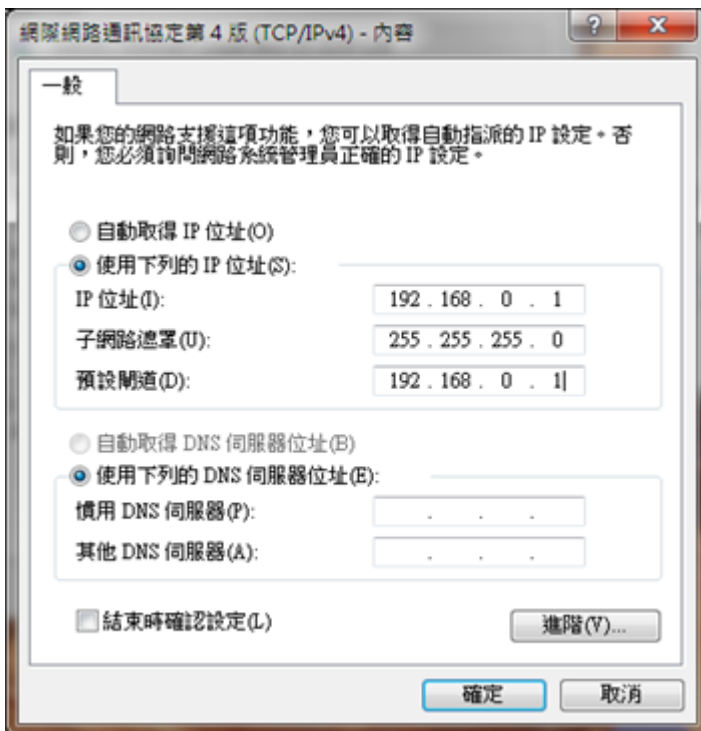 網際網路通訊協定第 4 版 (TCP/IPv4) - 內容
一般
如果您的網路支援這項功能，您可以取得自動指派的 IP 設定。否
則，您必須詢問網路系統管理員正確的 IP 設定。
自動取得 IP 位址(O)
使用下列的 IP 位址(S):
IP 位址(I): 192 . 168 . 0 . 1
子網路遮罩(U): 255 . 255 . 255 . 0
預設閘道(D): 192 . 168 . 0 . 1
自動取得 DNS 伺服器位址(B)
使用下列的 DNS 伺服器位址(E):
慣用 DNS 伺服器(P): . . .
其他 DNS 伺服器(A): . . .
結束時確認設定(L) 進階(V)...
確定 取消